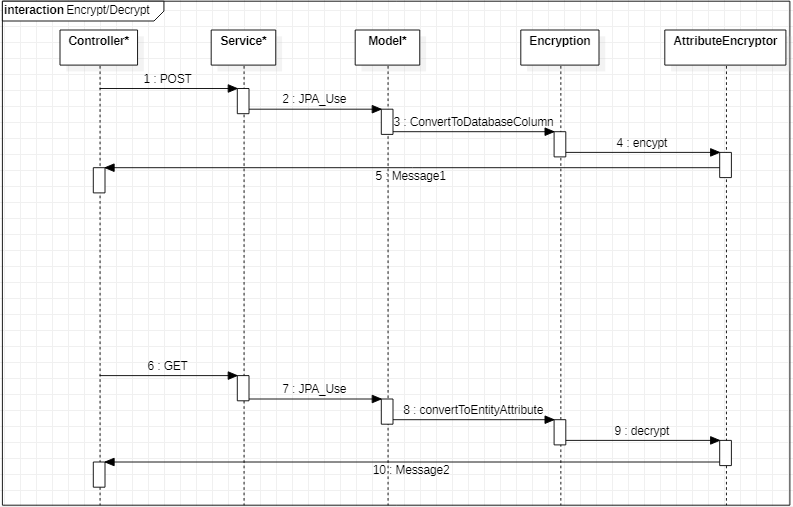 interaction Encrypt/Decrypt
Controller*
Service*
Model*
Encryption
AttributeEncryptor
1 : POST
2 : JPA_Use
3 : ConvertToDatabaseColumn
4 : encrypt
5 : Message1
6 : GET
7 : JPA_Use
8 : convertToEntityAttribute
9 : decrypt
10 : Message2